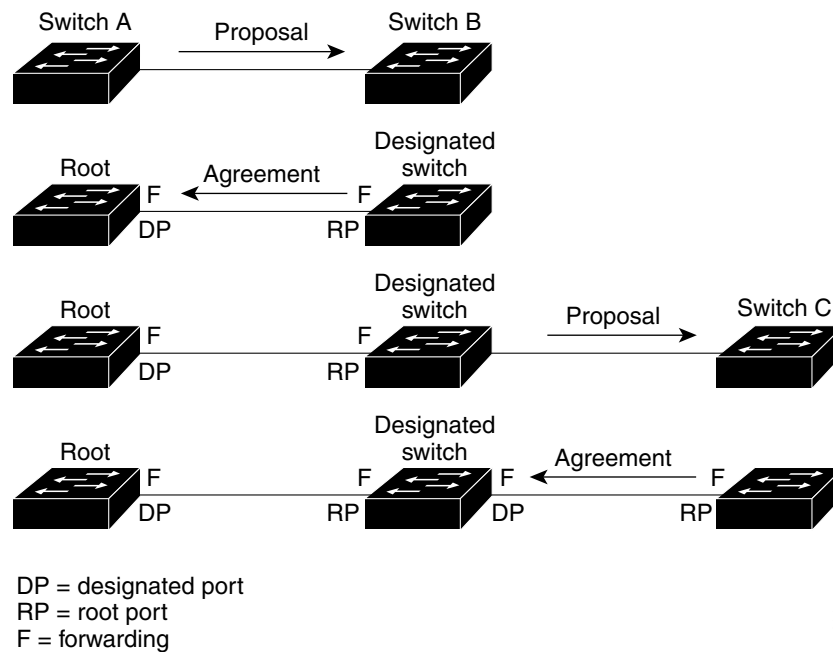 Switch A
Proposal
Switch B
Root
F
Agreement
F
Designated
switch
DP
RP
Root
F
F
Designated
switch
Proposal
Switch C
DP
RP
Root
F
F
Designated
switch
F
Agreement
F
DP
RP
DP
RP
DP = designated port
RP = root port
F = forwarding